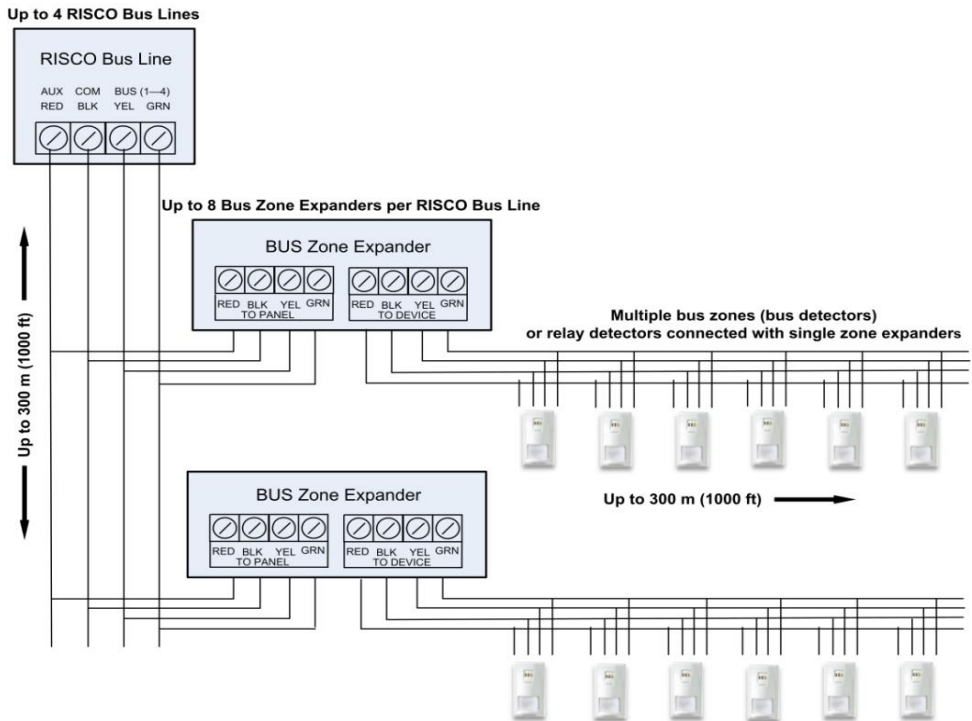 Up to 4 RISCO Bus Lines
RISCO Bus Line
AUX COM BUS (1—4)
RED BLK YEL GRN
Up to 300 m (1000 ft)
Up to 8 Bus Zone Expanders per RISCO Bus Line
BUS Zone Expander
RED BLK YEL GRN RED BLK YEL GRN
TO PANEL TO DEVICE
Multiple bus zones (bus detectors)
or relay detectors connected with single zone expanders
Up to 300 m (1000 ft)
BUS Zone Expander
RED BLK YEL GRN RED BLK YEL GRN
TO PANEL TO DEVICE